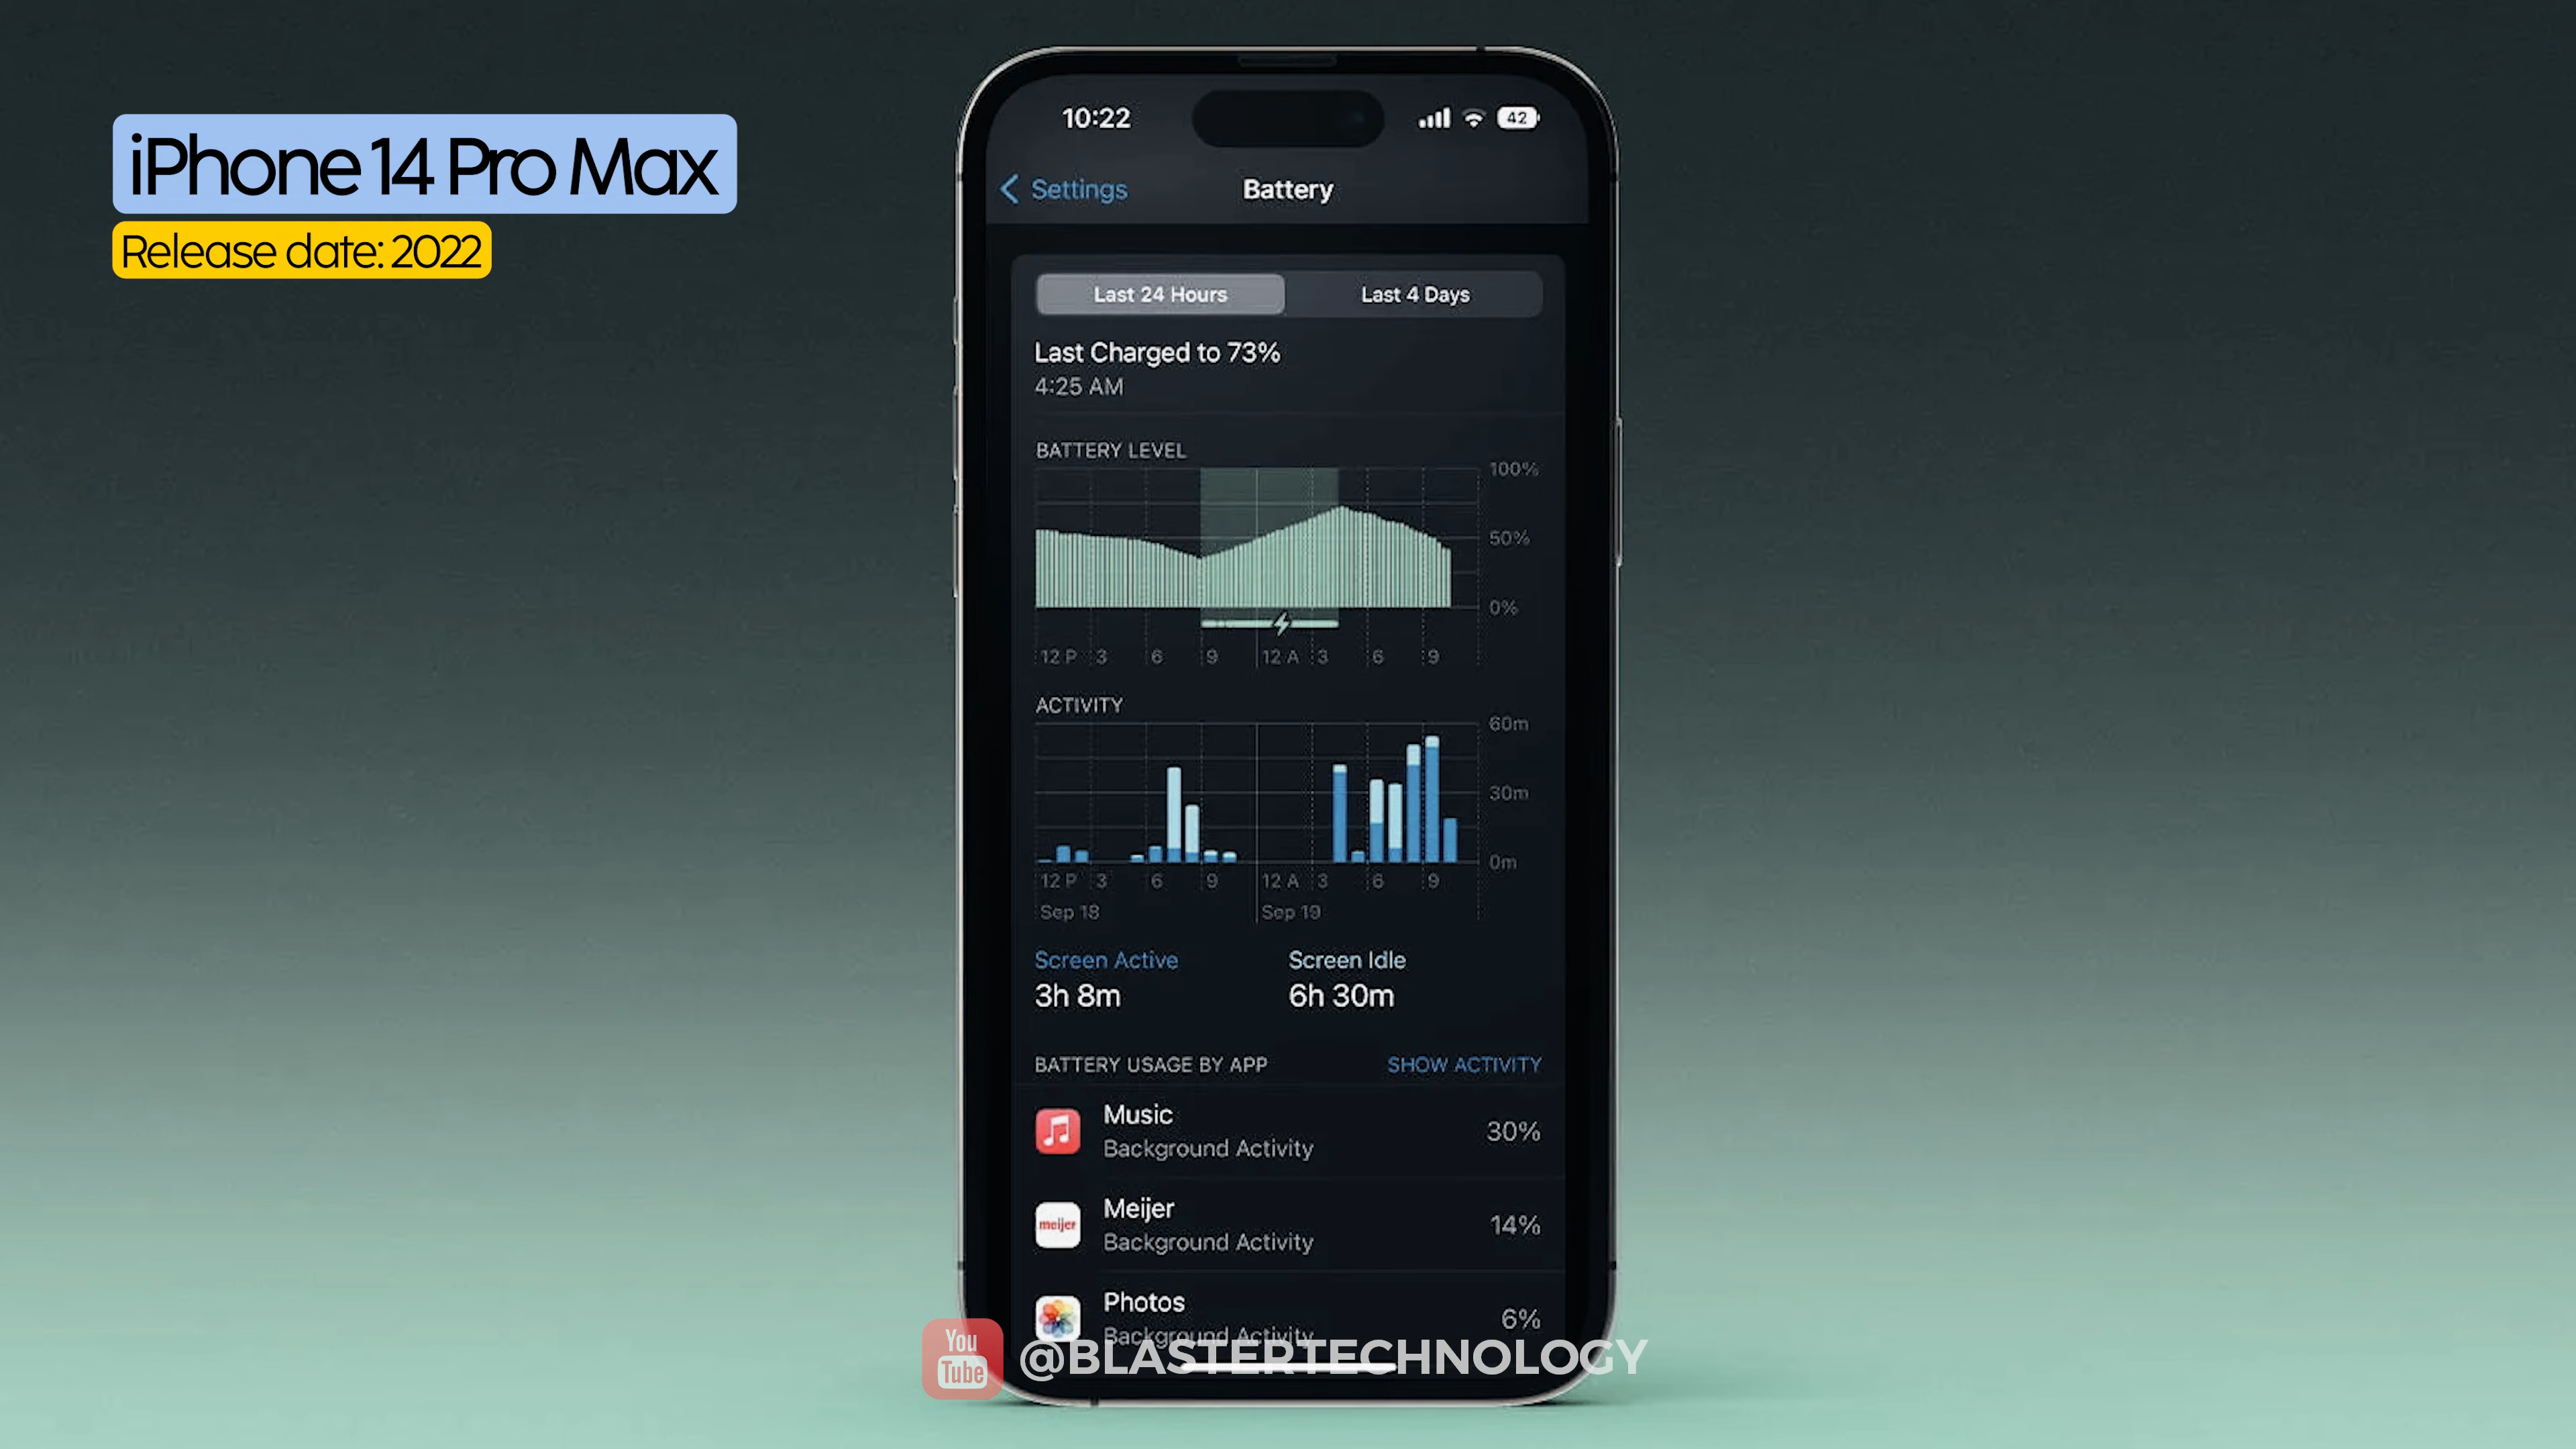 iPhone 14 Pro Max
Release date: 2022
10:22
42
Settings
Battery
Last 24 Hours
Last 4 Days
Last Charged to 73%
4:25 AM
BATTERY LEVEL
100%
50%
0%
12 P 3 6 9 12 A 3 6 9
ACTIVITY
60m
30m
0m
12 P 3 6 9 12 A 3 6 9
Sep 18 Sep 19
Screen Active
3h 8m
Screen Idle
6h 30m
BATTERY USAGE BY APP
SHOW ACTIVITY
Music
Background Activity
30%
meijer
Meijer
Background Activity
14%
Photos
Background Activity
6%
You
Tube
@BLASTERTECHNOLOGY